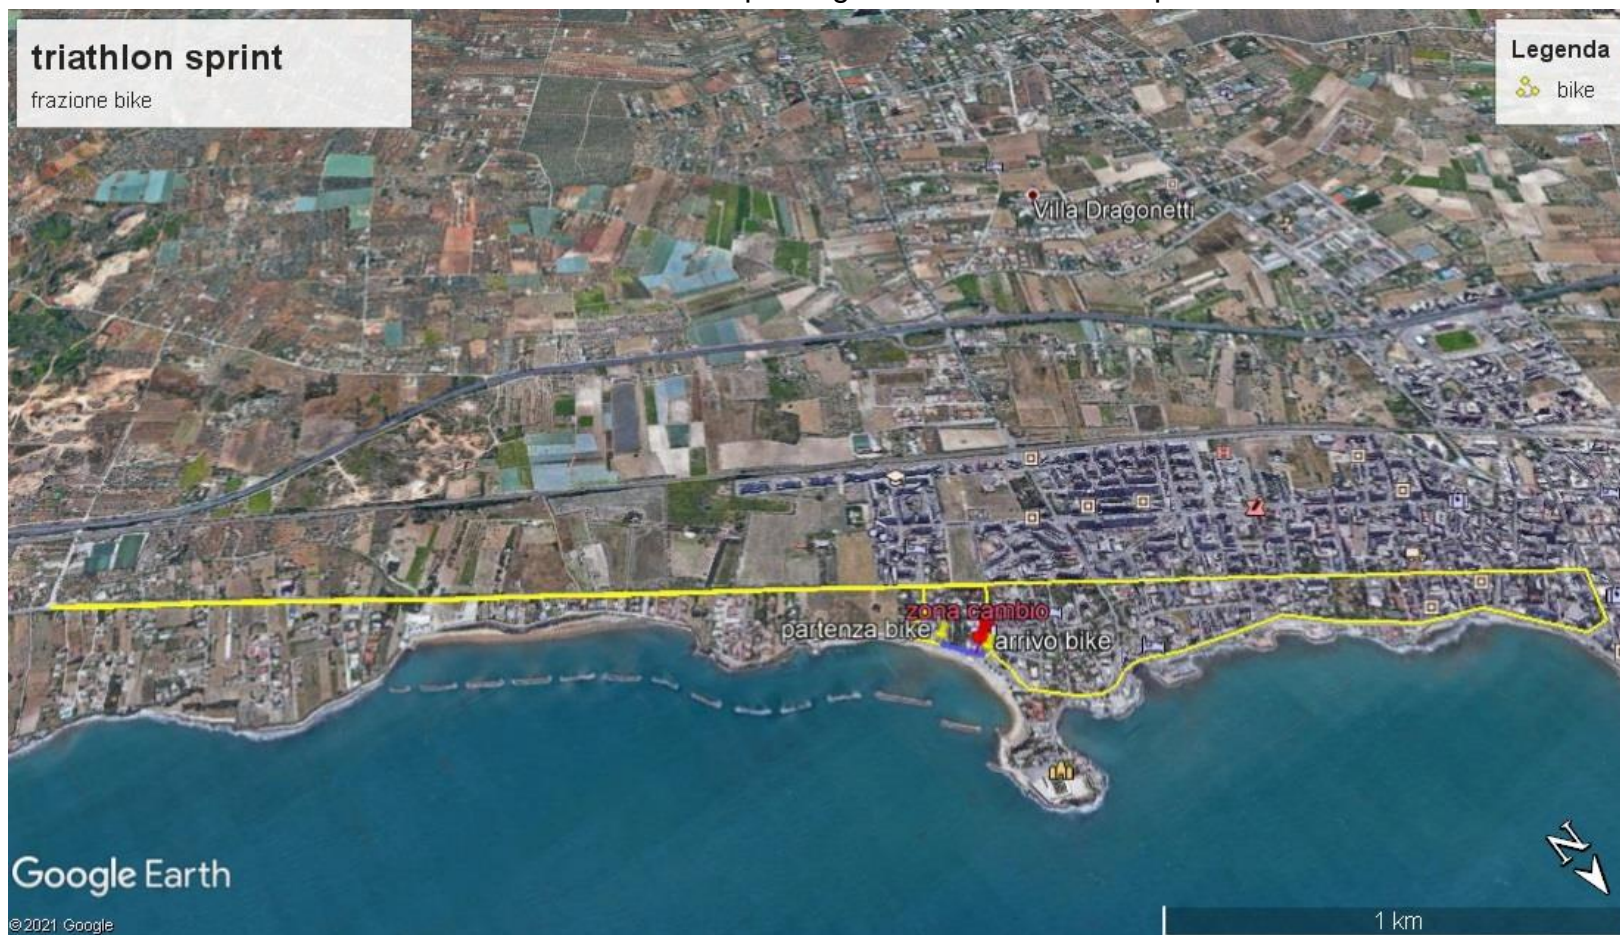 triathlon sprint
frazione bike
Legenda
bike
Villa Dragonetti
zona cambio
partenza bike
arrivo bike
N
Google Earth
©2021 Google
1 km